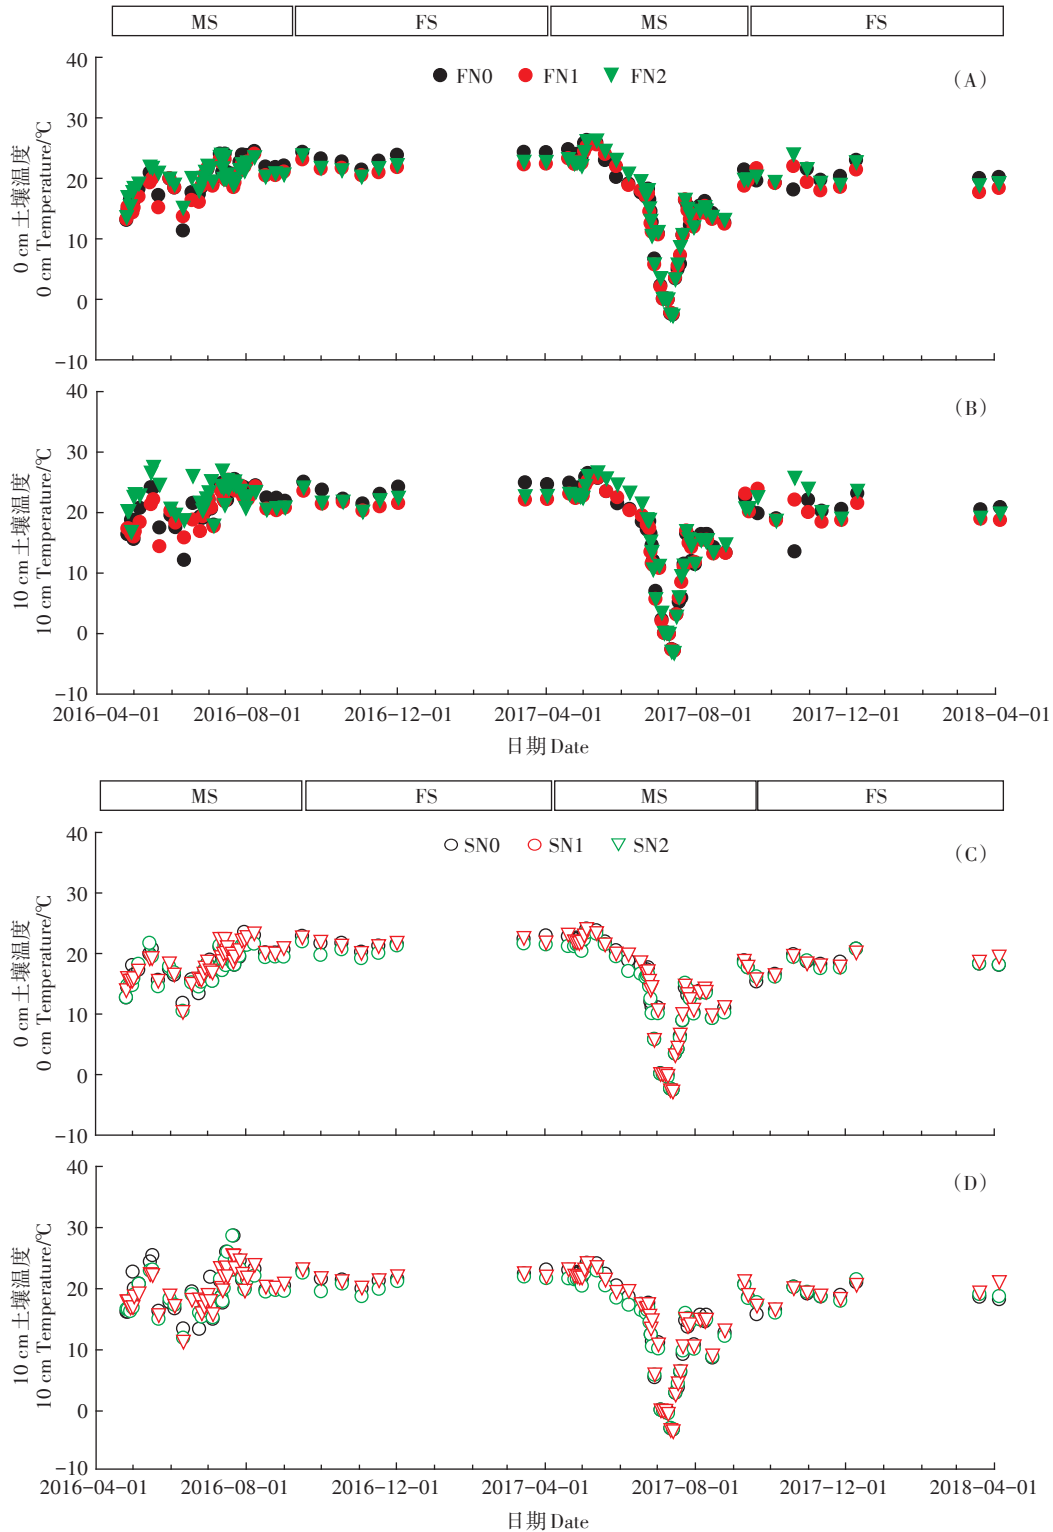 MS FS MS FS
FN0 FN1 FN2
(A)
40
30
20
10
0
-10
0 cm 土壤温度
0 cm Temperature/℃
(B)
40
30
20
10
0
-10
10 cm 土壤温度
10 cm Temperature/℃
2016-04-01 2016-08-01 2016-12-01 2017-04-01 2017-08-01 2017-12-01 2018-04-01
日期 Date
MS FS MS FS
SN0 SN1 SN2
(C)
40
30
20
10
0
-10
0 cm 土壤温度
0 cm Temperature/℃
(D)
40
30
20
10
0
-10
10 cm 土壤温度
10 cm Temperature/℃
2016-04-01 2016-08-01 2016-12-01 2017-04-01 2017-08-01 2017-12-01 2018-04-01
日期 Date